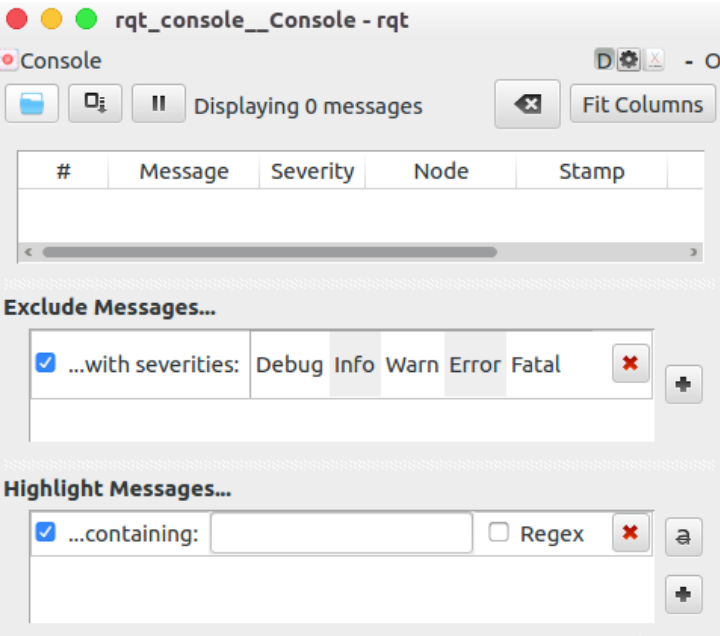 rqt_console__Console - rqt
Console D - O
Displaying 0 messages Fit Columns
# Message Severity Node Stamp
Exclude Messages...
...with severities: Debug Info Warn Error Fatal
Highlight Messages...
...containing: Regex a